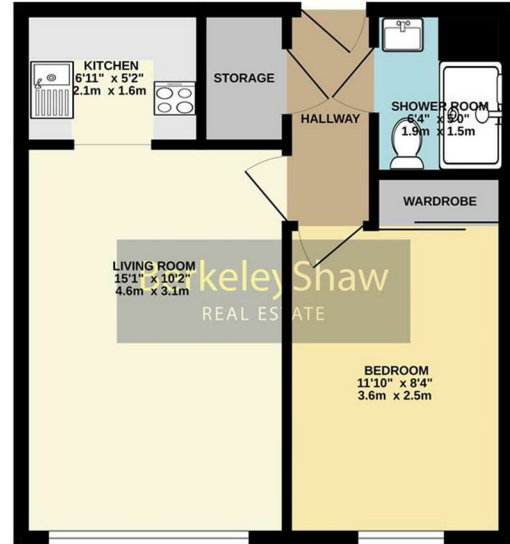 KITCHEN
6'11" x 5'2"
2.1m x 1.6m
STORAGE
HALLWAY
SHOWER ROOM
6'4" x 5'0"
1.9m x 1.5m
WARDROBE
LIVING ROOM
15'1" x 10'2"
4.6m x 3.1m
Berkeley Shaw
REAL ESTATE
BEDROOM
11'10" x 8'4"
3.6m x 2.5m